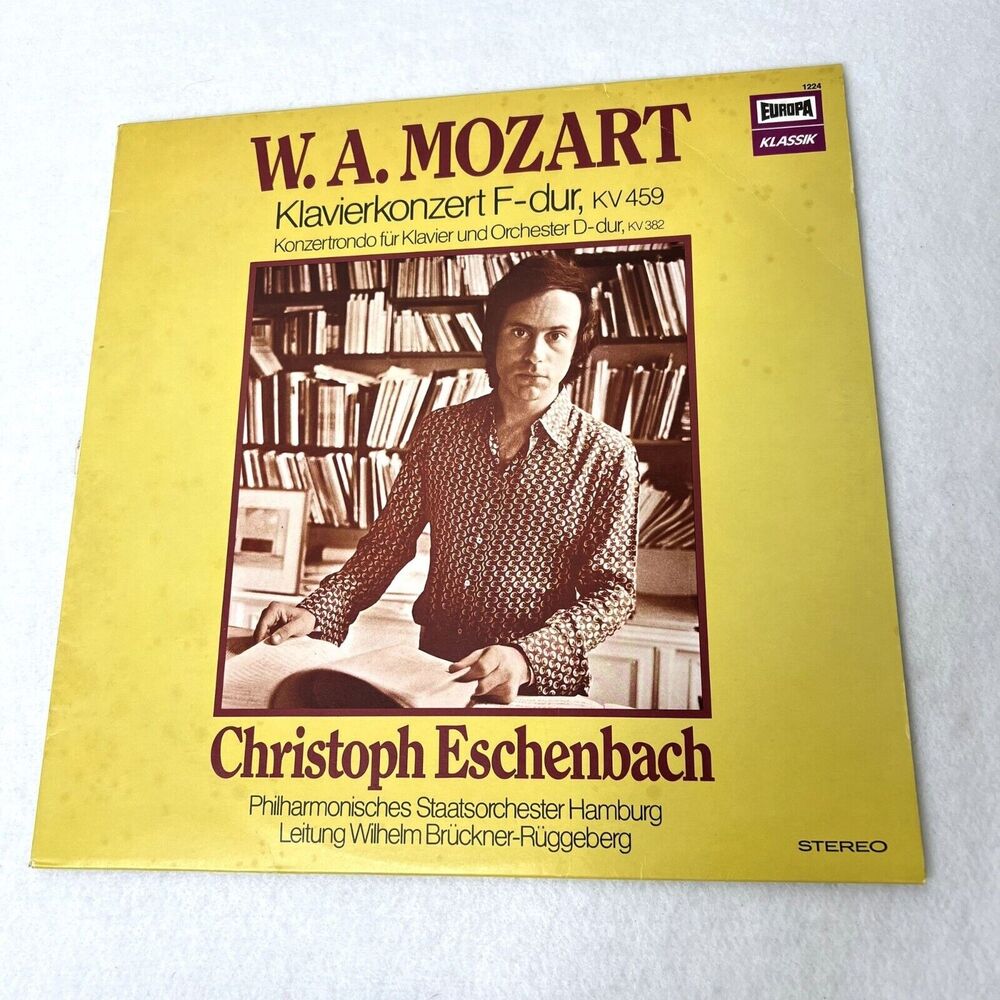 1224
EUROPA
KLASSIK
W. A. MOZART
Klavierkonzert F-dur, KV 459
Konzertrondo für Klavier und Orchester D-dur, KV 382
Christoph Eschenbach
Philharmonisches Staatsorchester Hamburg
Leitung Wilhelm Brückner-Rüggeberg
STEREO